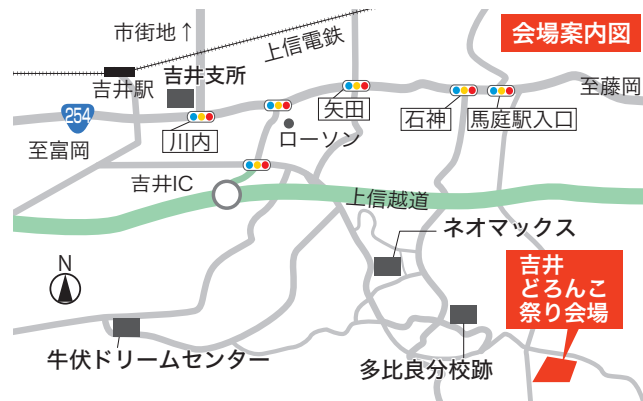 市街地↑
上信電鉄
会場案内図
吉井駅
吉井支所
至藤岡
254
川内
矢田
石神
馬庭駅入口
ローソン
至富岡
吉井IC
上信越道
ネオマックス
N
吉井
どろんこ
祭り会場
牛伏ドリームセンター
多比良分校跡